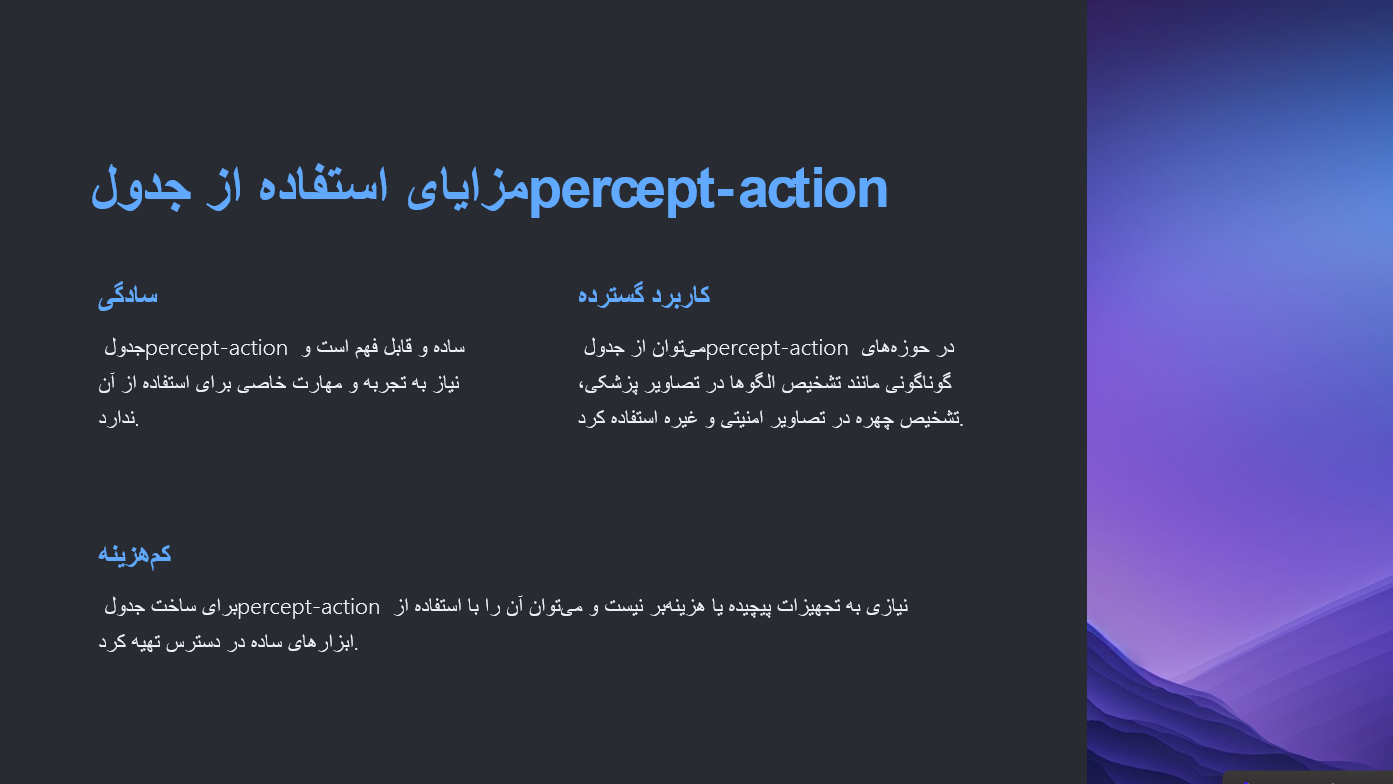 مزایای استفاده از جدول percept-action
سادگی
جدول percept-action ساده و قابل فهم است و
نیاز به تجربه و مهارت خاصی برای استفاده از آن
ندارد.
کاربرد گسترده
می‌توان از جدول percept-action در حوزه‌های
گوناگونی مانند تشخیص الگوها در تصاویر پزشکی،
تشخیص چهره در تصاویر امنیتی و غیره استفاده کرد.
کم‌هزینه
برای ساخت جدول percept-action نیازی به تجهیزات پیچیده یا هزینه‌بر نیست و می‌توان آن را با استفاده از
ابزارهای ساده در دسترس تهیه کرد.